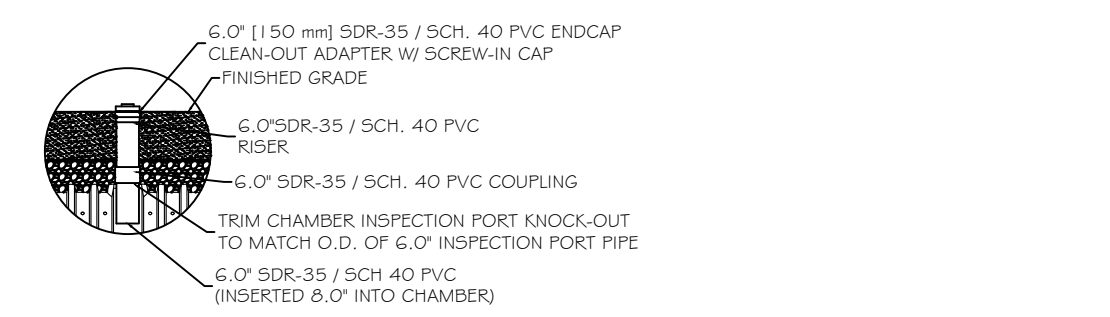 6.0" [150 mm] SDR-35 / SCH. 40 PVC ENDCAP
CLEAN-OUT ADAPTER W/ SCREW-IN CAP
FINISHED GRADE
6.0"SDR-35 / SCH. 40 PVC
RISER
6.0" SDR-35 / SCH. 40 PVC COUPLING
TRIM CHAMBER INSPECTION PORT KNOCK-OUT
TO MATCH O.D. OF 6.0" INSPECTION PORT PIPE
6.0" SDR-35 / SCH 40 PVC
(INSERTED 8.0" INTO CHAMBER)